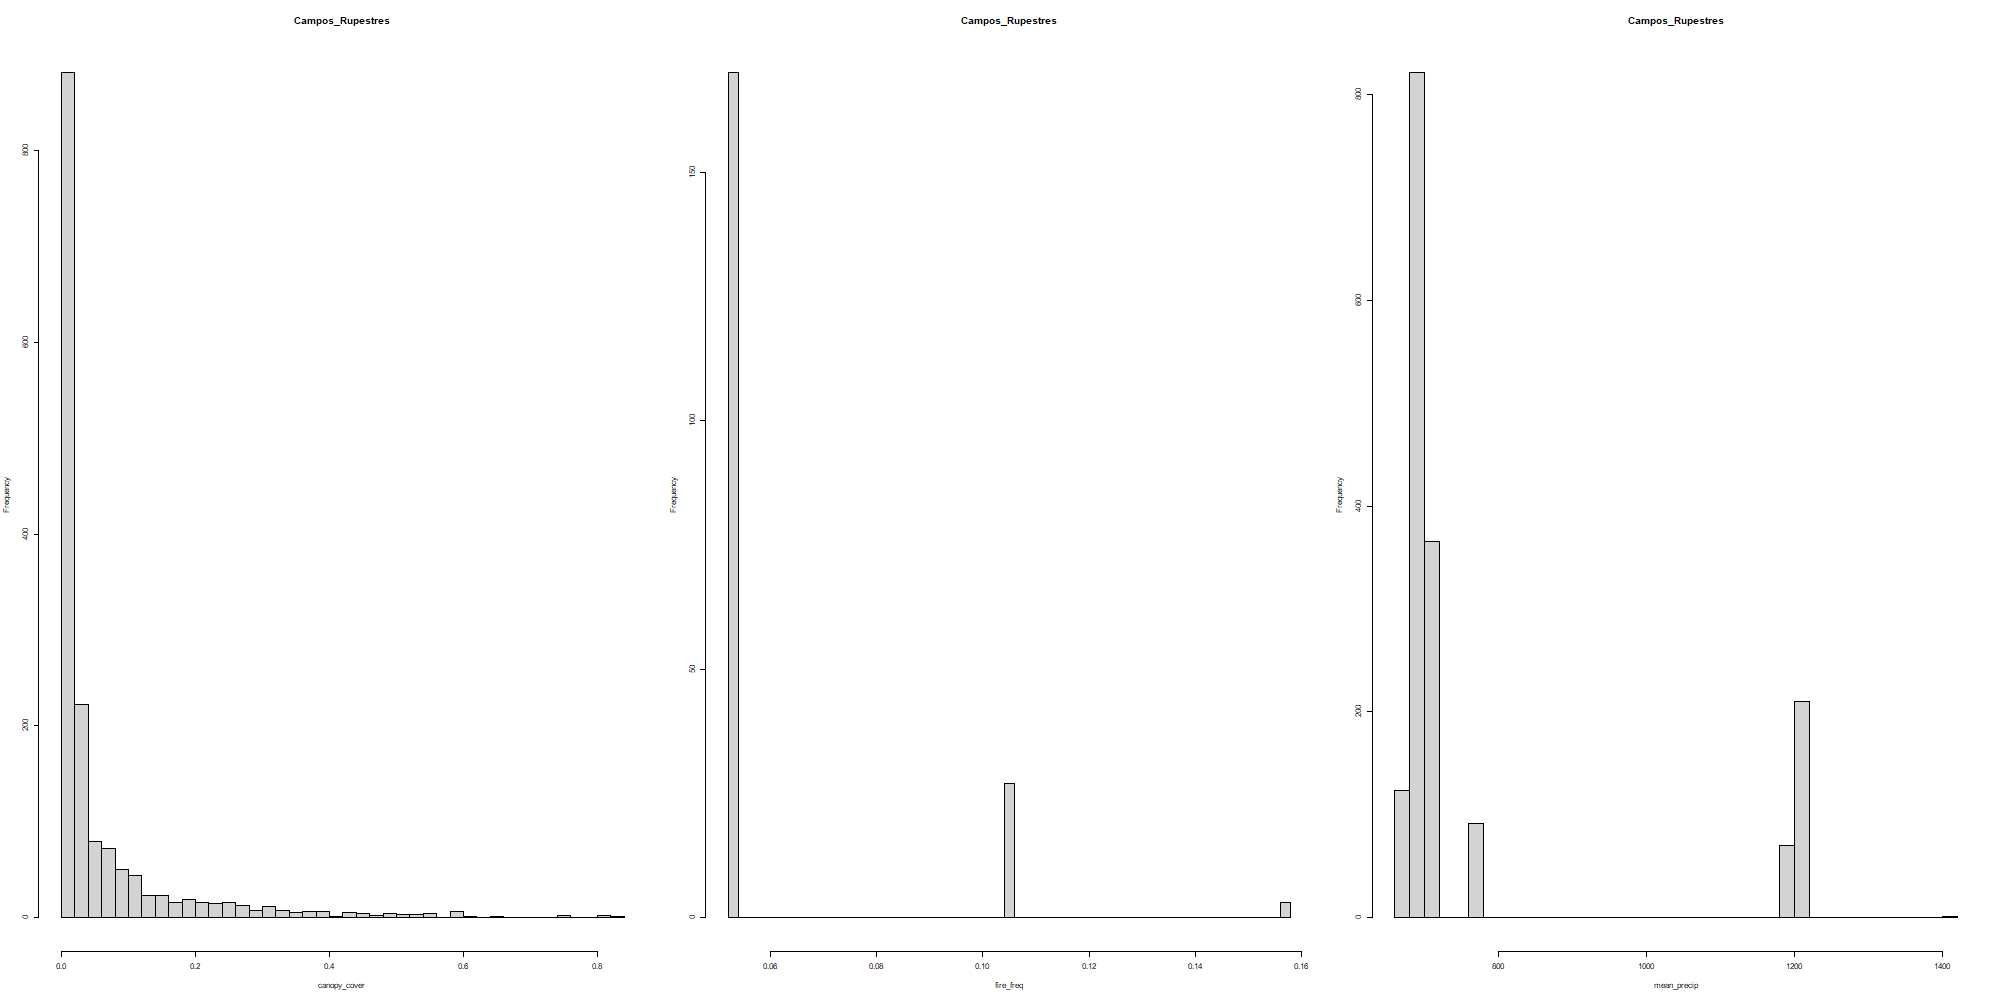 Campos_Rupestres
Frequency
0
200
400
600
800
0.0 0.2 0.4 0.6 0.8
canopy_cover
Campos_Rupestres
Frequency
0
50
100
150
0.06 0.08 0.10 0.12 0.14 0.16
fire_freq
Campos_Rupestres
Frequency
0
200
400
600
800
800 1000 1200 1400
mean_precip